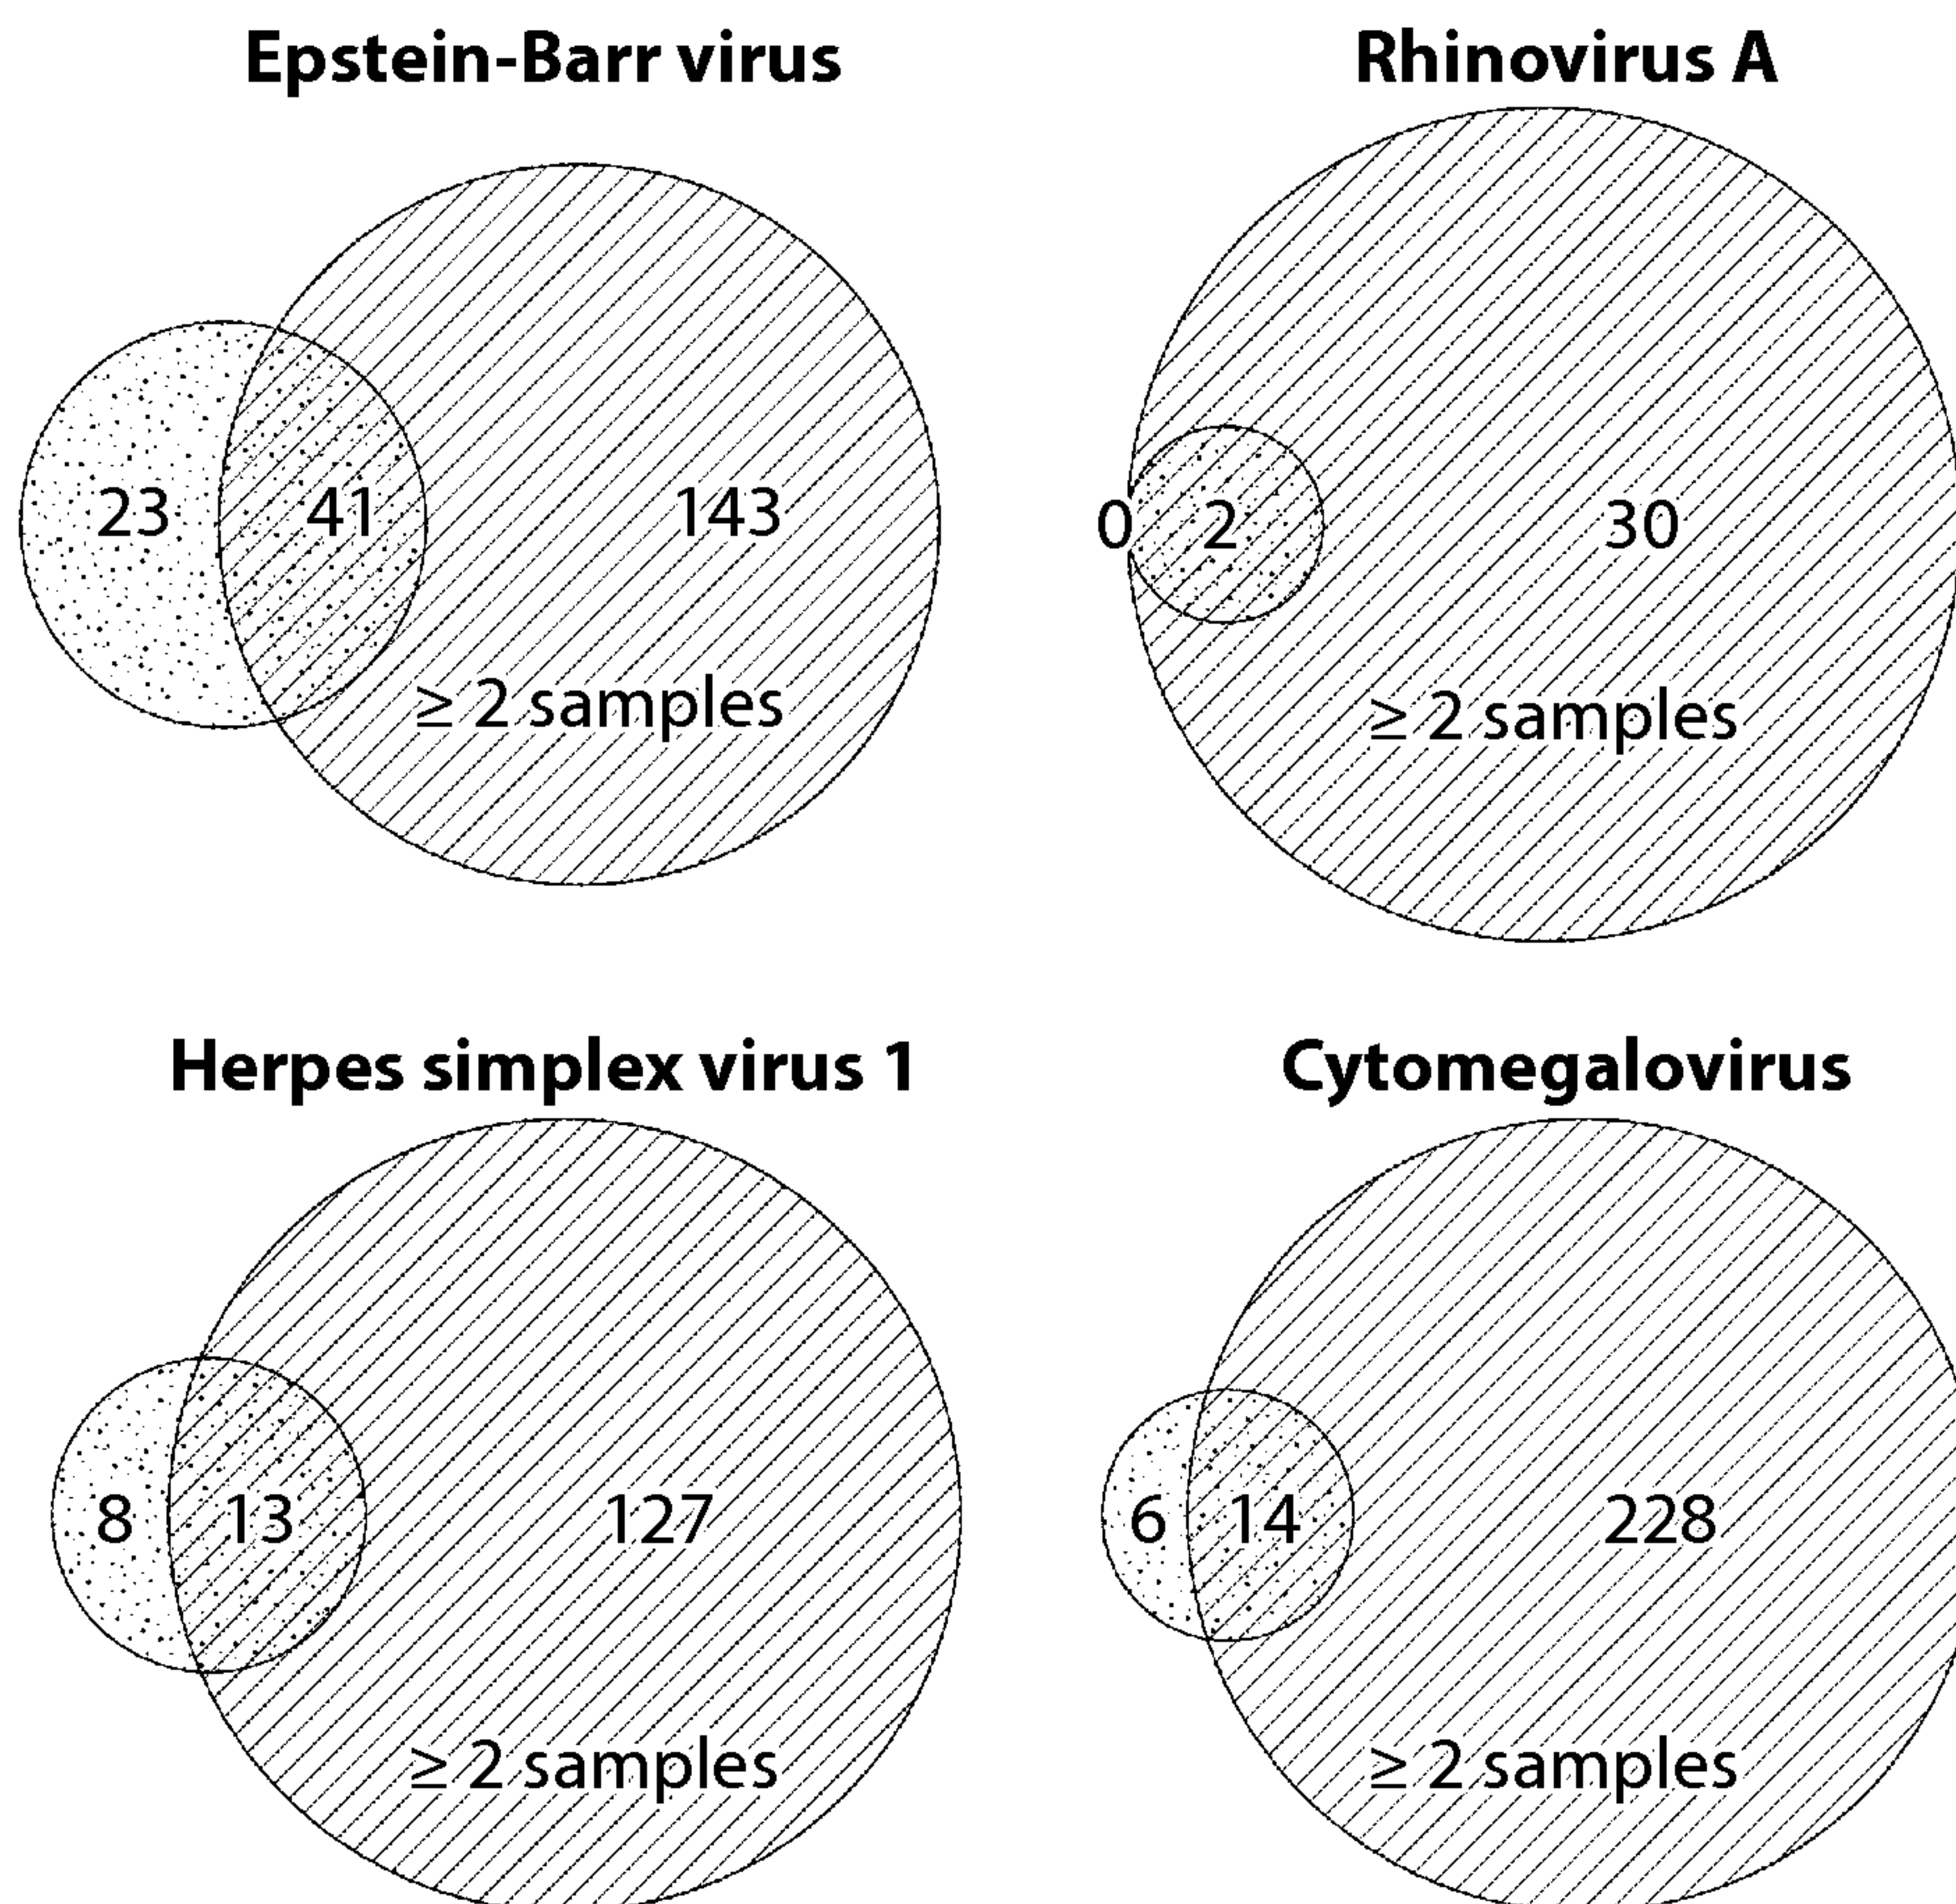 Epstein-Barr virus
23 41 143
≥ 2 samples
Rhinovirus A
0 2 30
≥ 2 samples
Herpes simplex virus 1
8 13 127
≥ 2 samples
Cytomegalovirus
6 14 228
≥ 2 samples